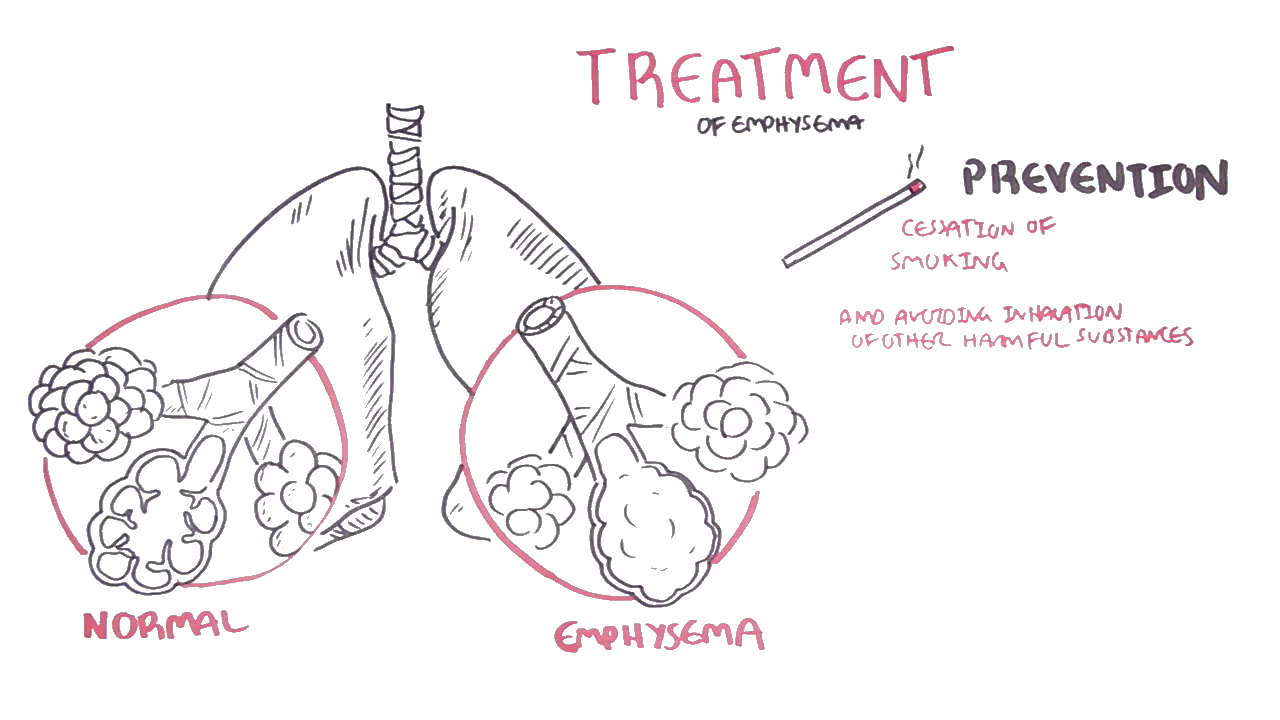 TREATMENT
OF EMPHYSEMA
PREVENTION
CESSATION OF
SMOKING
AND AVOIDING INHALATION
OF OTHER HARMFUL SUBSTANCES
NORMAL
EMPHYSEMA